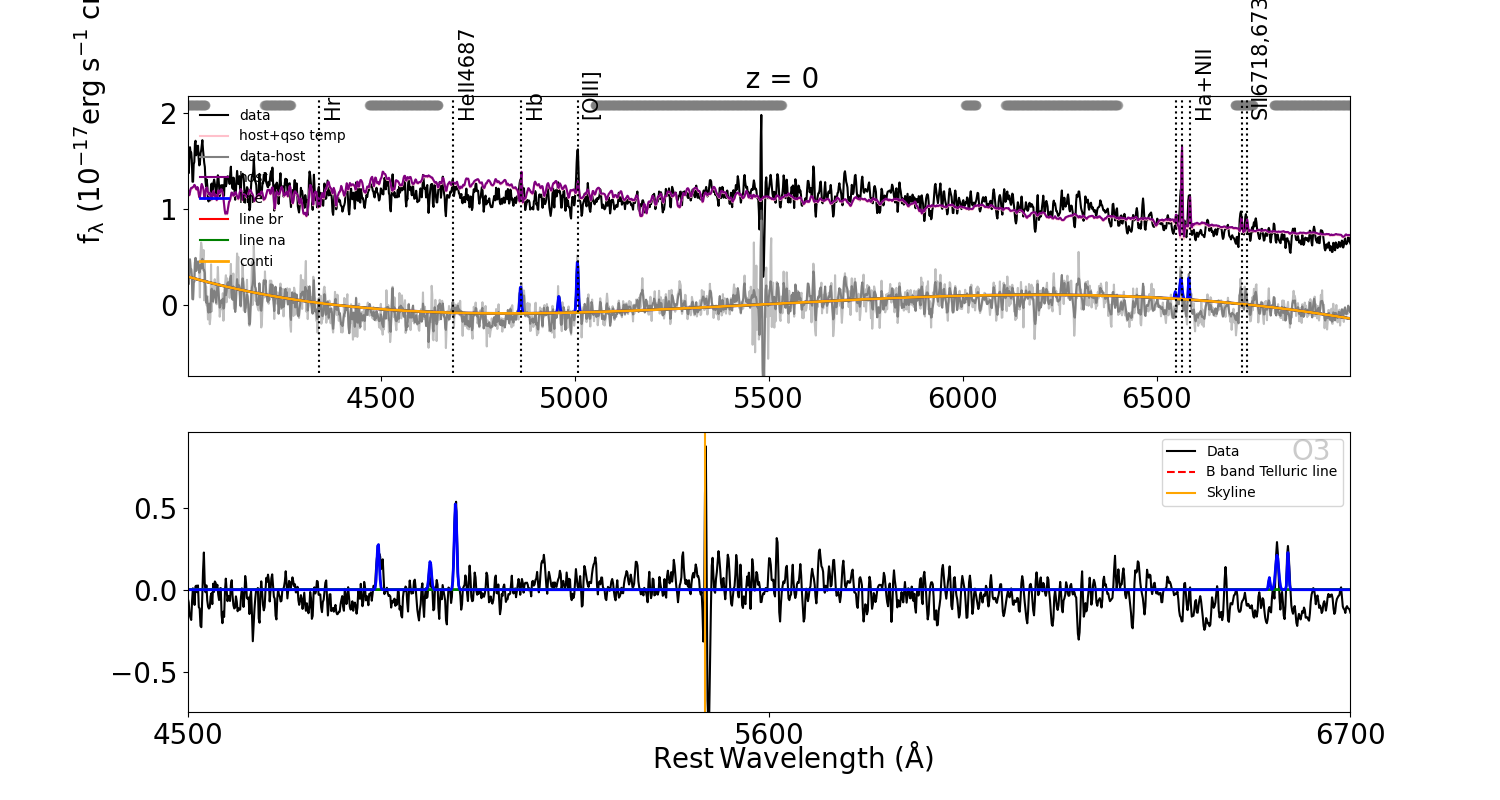 z = 0
Hr
HeII4687
Hb
[OIII]
Ha+NII
SII6718,673
f_λ (10^−17 erg s^−1 c
2
1
0
data
host+qso temp
data-host
line br
line na
conti
4500 5000 5500 6000 6500
O3
Data
B band Telluric line
Skyline
0.5
0.0
−0.5
4500 5600 6700
Rest Wavelength (Å)